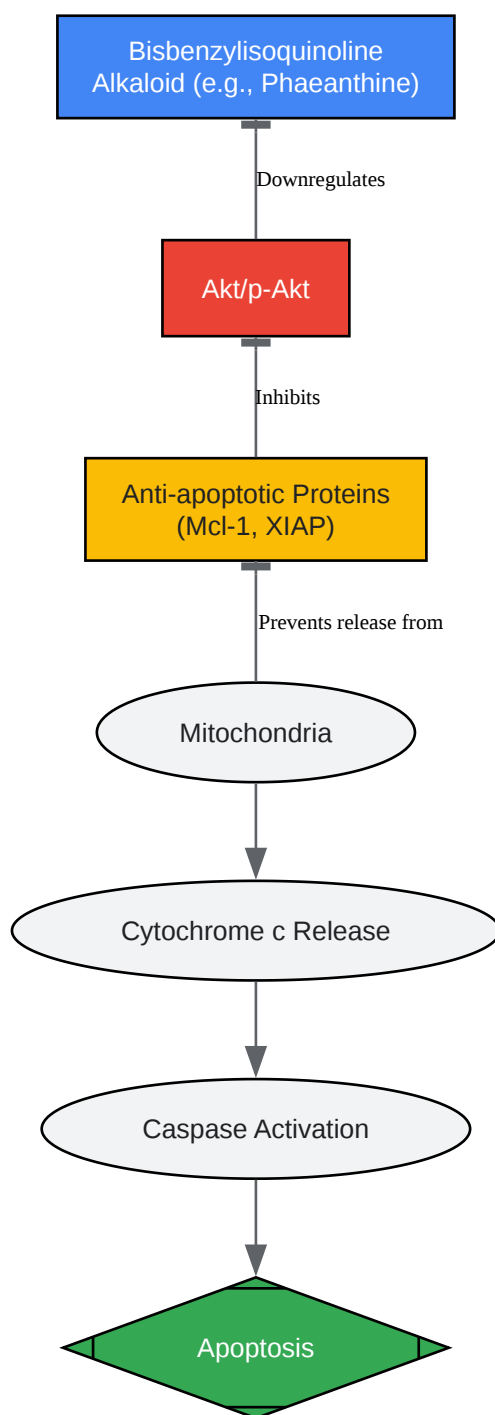 Bisbenzylisoquinoline
Alkaloid (e.g., Phaeanthine)
Downregulates
Akt/p-Akt
Inhibits
Anti-apoptotic Proteins
(Mcl-1, XIAP)
Prevents release from
Mitochondria
Cytochrome c Release
Caspase Activation
Apoptosis